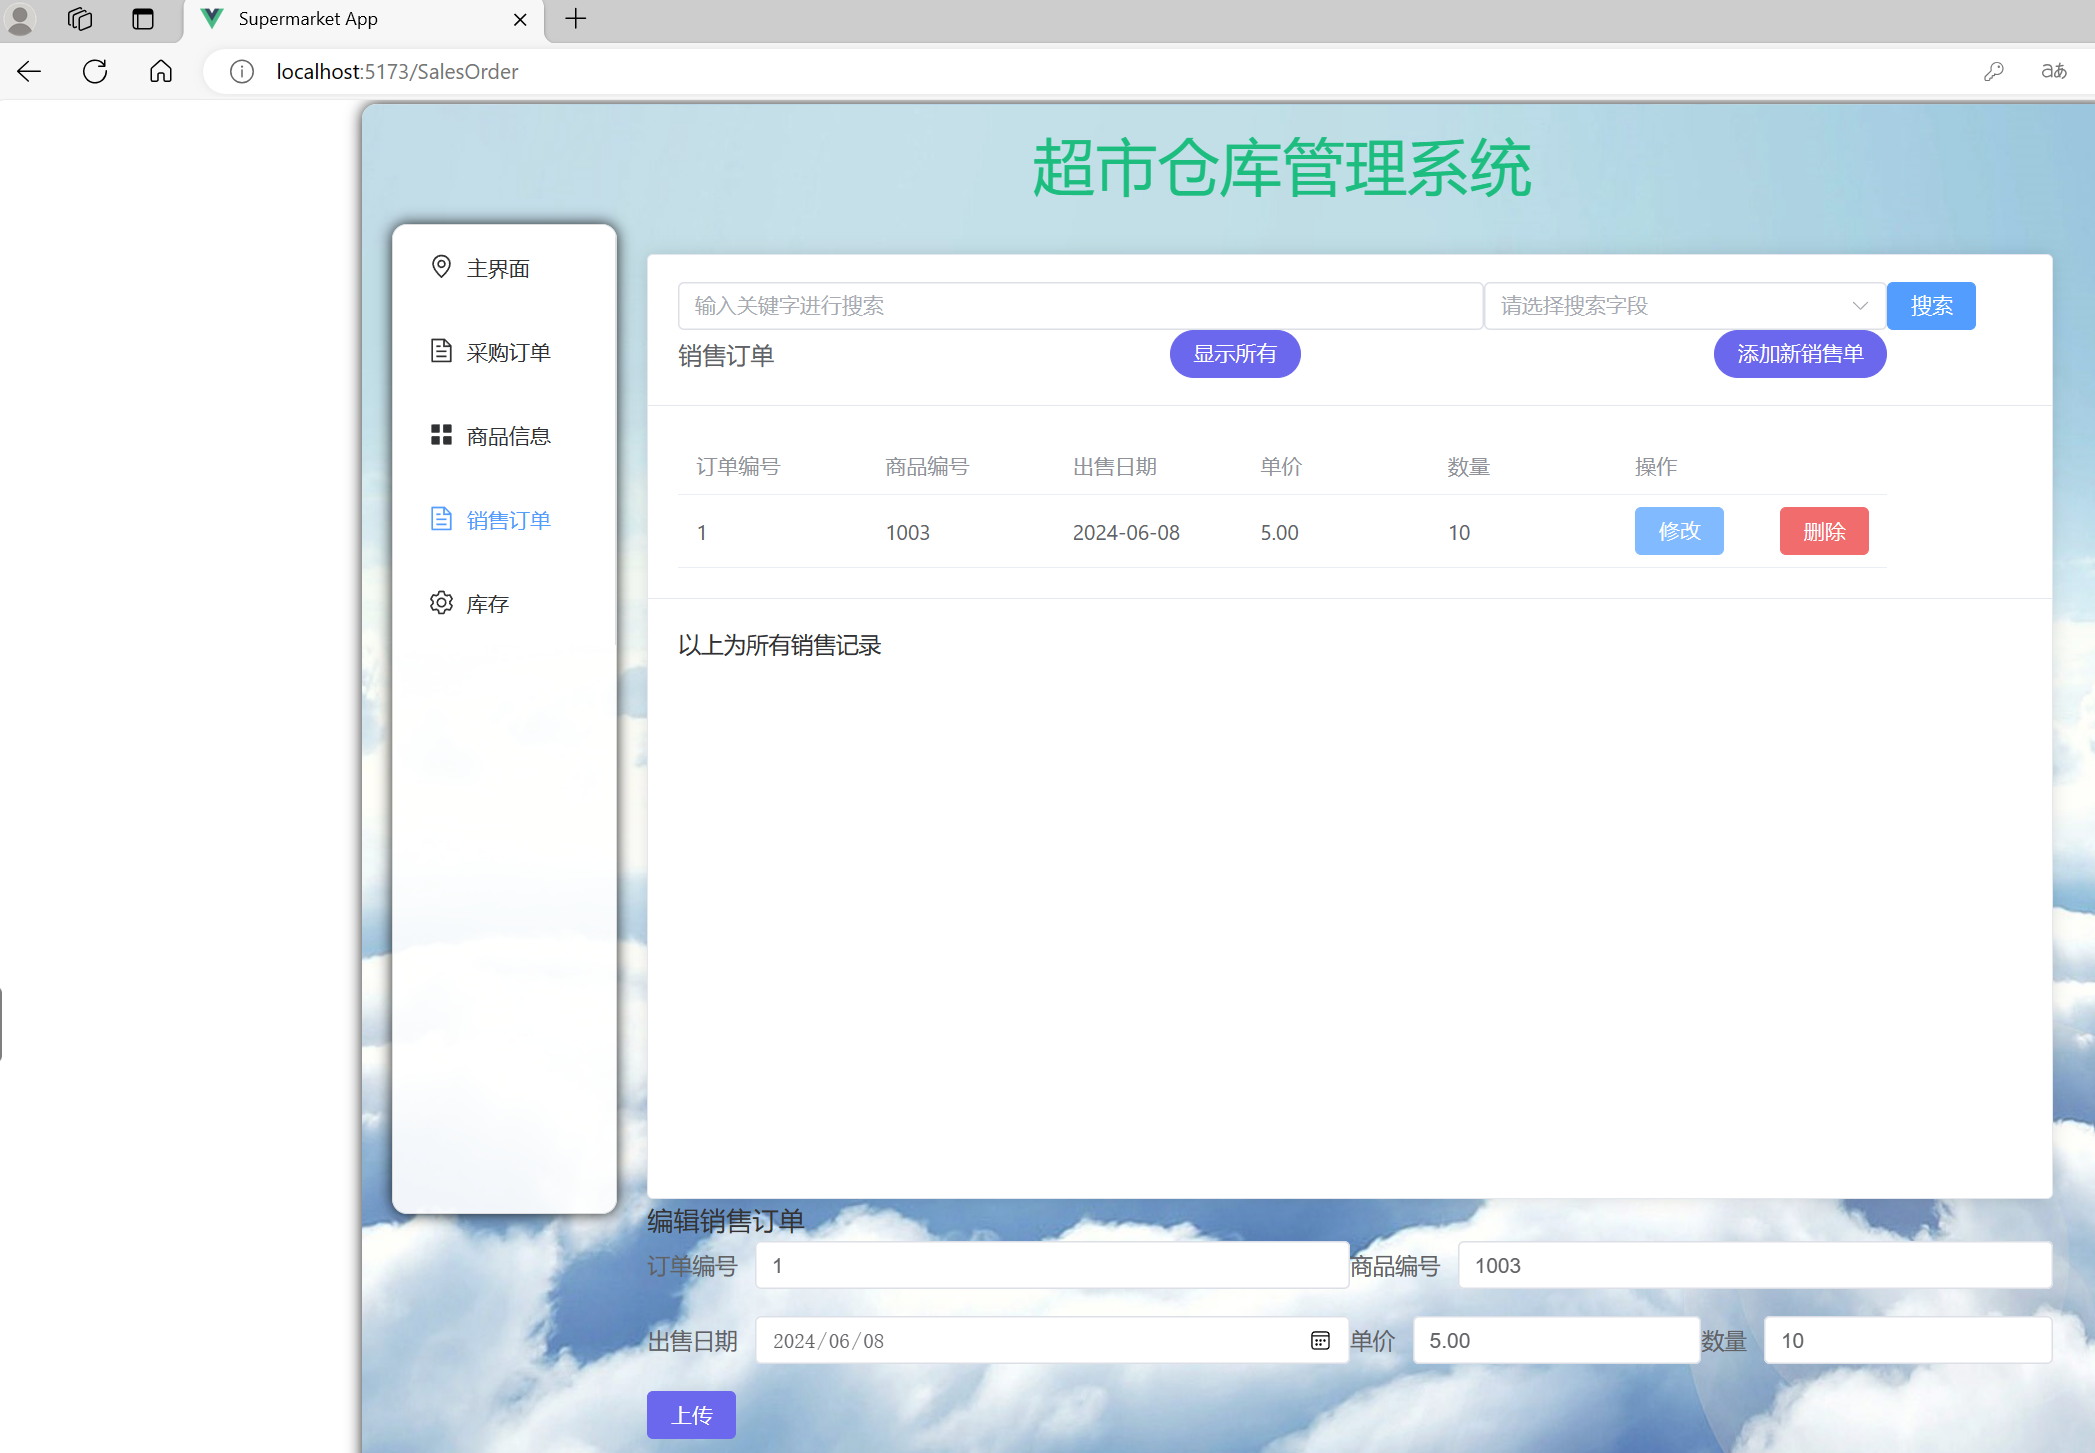 Supermarket App
localhost:5173/SalesOrder
aあ
超市仓库管理系统
主界面
采购订单
商品信息
销售订单
库存
输入关键字进行搜索 请选择搜索字段 搜索
销售订单 显示所有 添加新销售单
订单编号 商品编号 出售日期 单价 数量 操作
1 1003 2024-06-08 5.00 10 修改 删除
以上为所有销售记录
编辑销售订单
订单编号 1 商品编号 1003
出售日期 2024/06/08 单价 5.00 数量 10
上传